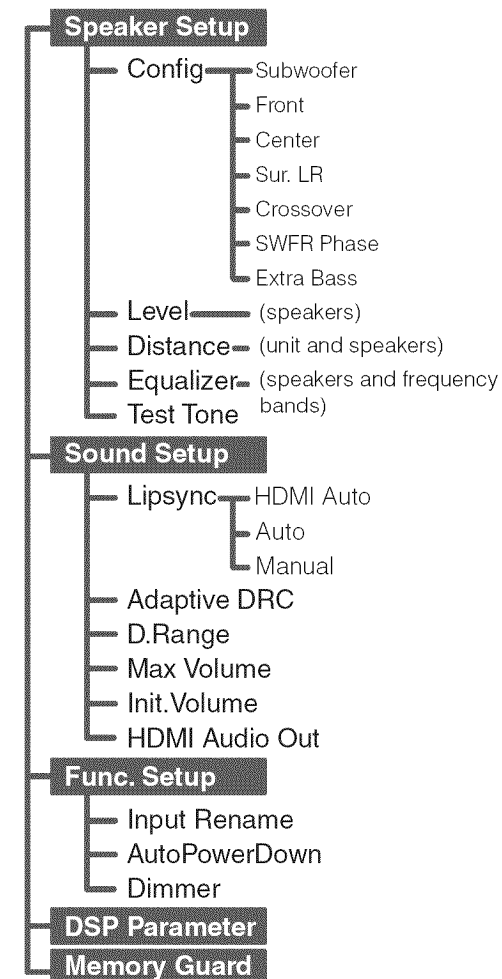 Speaker Setup
Config
Subwoofer
Front
Center
Sur. LR
Crossover
SWFR Phase
Extra Bass
Level (speakers)
Distance (unit and speakers)
Equalizer (speakers and frequency
bands)
Test Tone
Sound Setup
Lipsync
HDMI Auto
Auto
Manual
Adaptive DRC
D.Range
Max Volume
Init.Volume
HDMI Audio Out
Func. Setup
Input Rename
AutoPowerDown
Dimmer
DSP Parameter
Memory Guard